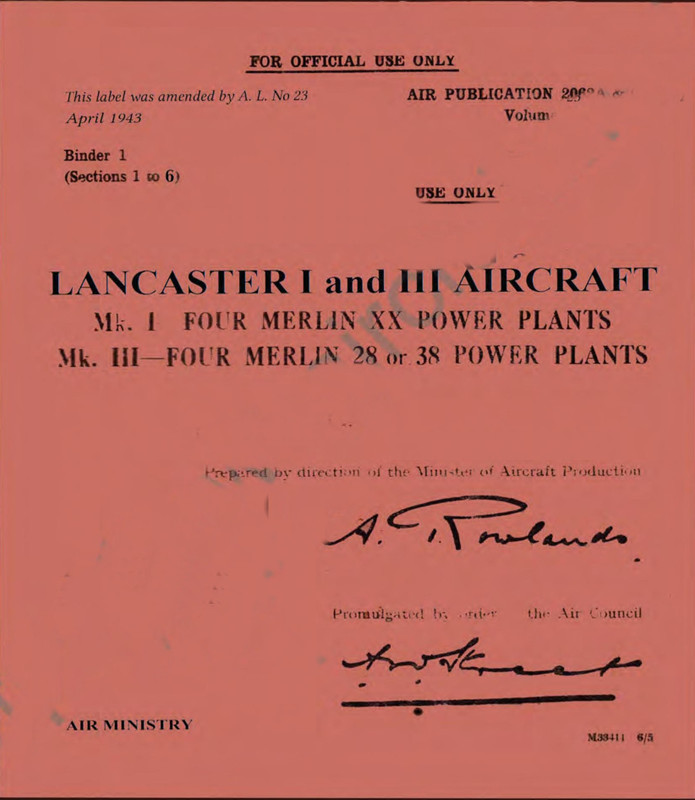 FOR OFFICIAL USE ONLY
This label was amended by A. L. No 23
April 1943
AIR PUBLICATION
Volum
Binder 1
(Sections 1 to 6)
USE ONLY
LANCASTER I and III AIRCRAFT
Mk. I FOUR MERLIN XX POWER PLANTS
Mk. III—FOUR MERLIN 28 or 38 POWER PLANTS
Prepared by direction of the Minister of Aircraft Production
A. Rowlands
Promulgated by order the Air Council
AIR MINISTRY
M33411 6/5